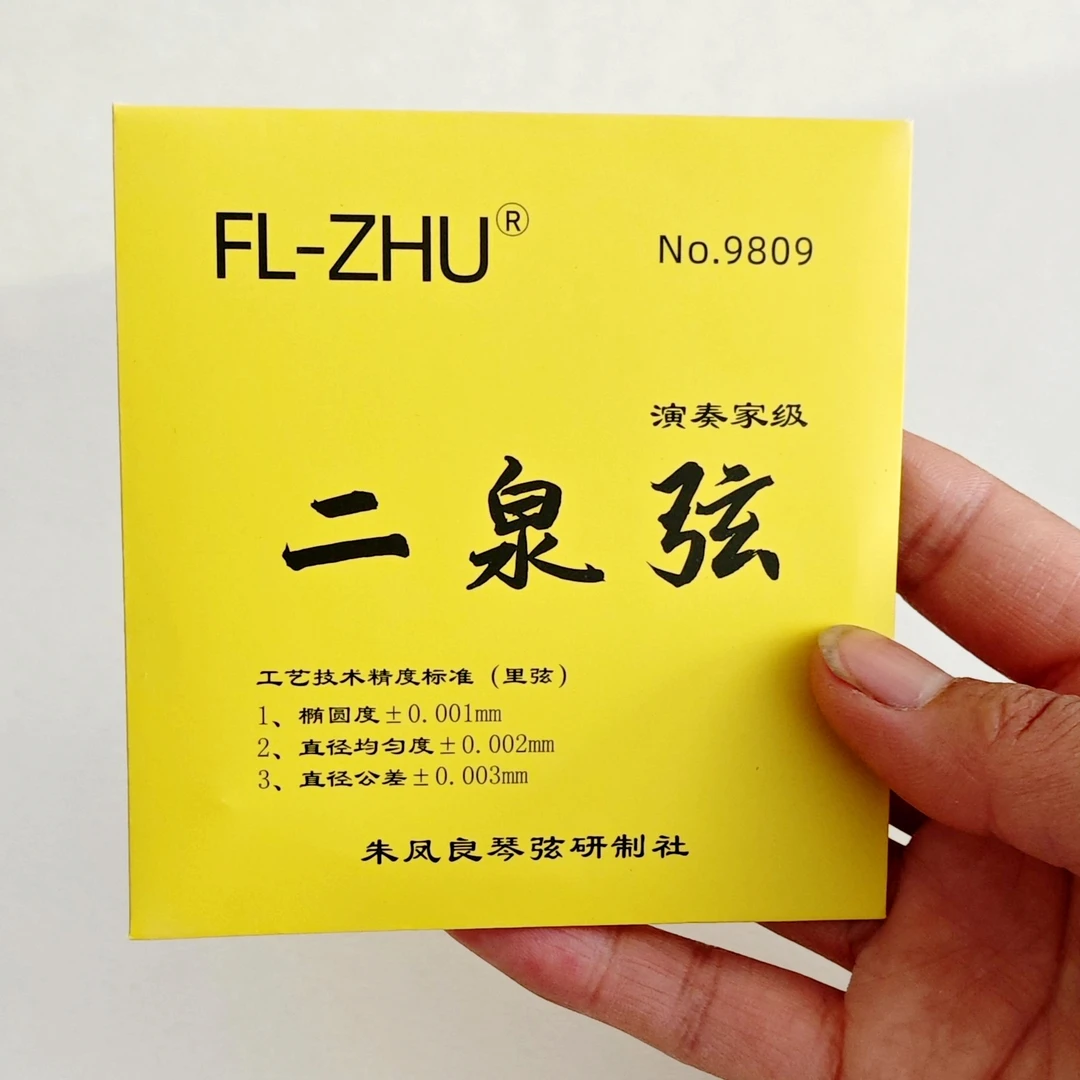 FL-ZHU®
No.9809
演奏家级
二泉弦
工艺技术精度标准（里弦）
1、椭圆度±0.001mm
2、直径均匀度±0.002mm
3、直径公差±0.003mm
朱凤良琴弦研制社